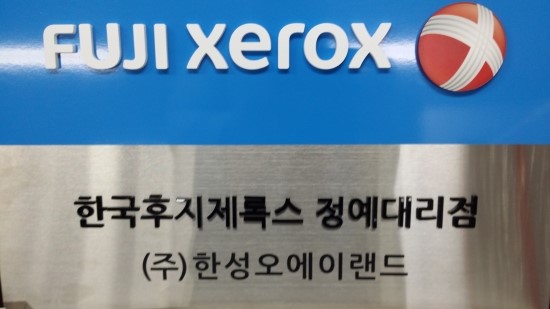 FUJI xerox
한국후지제록스 정예대리점
(주)한성오에이랜드